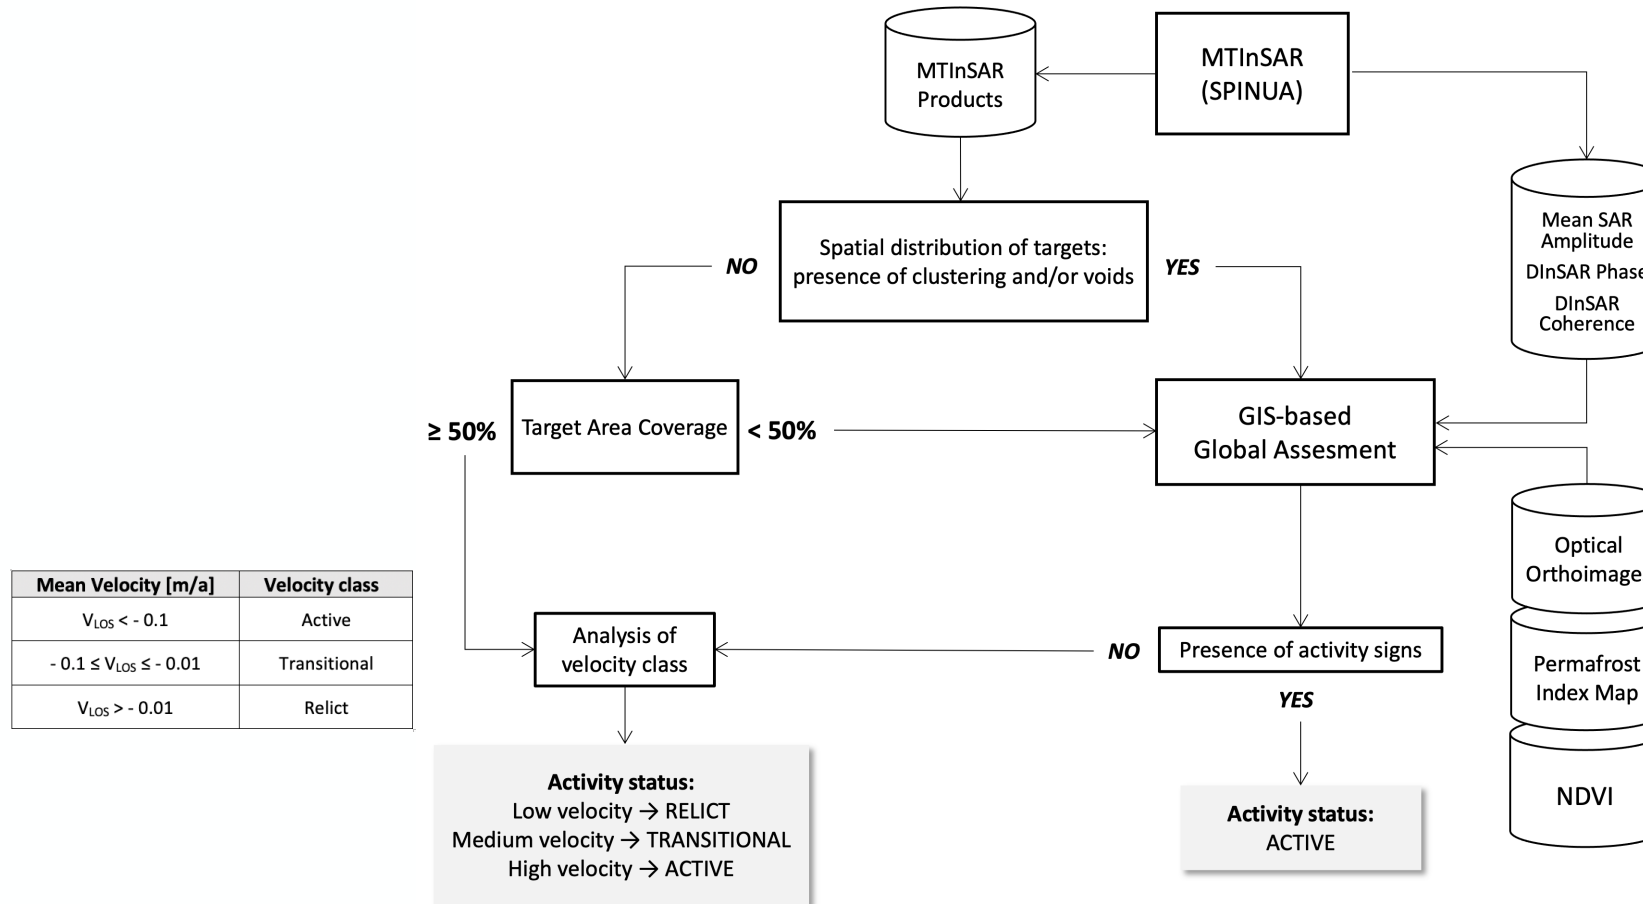 MTInSAR
Products
MTInSAR
(SPINUA)
Mean SAR
Amplitude
DInSAR Phase
DInSAR
Coherence
Spatial distribution of targets:
presence of clustering and/or voids
NO
YES
≥ 50%
Target Area Coverage
< 50%
GIS-based
Global Assesment
Optical
Orthoimage
Permafrost
Index Map
NDVI
Mean Velocity [m/a] Velocity class
VLOS < - 0.1 Active
- 0.1 ≤ VLOS ≤ - 0.01 Transitional
VLOS > - 0.01 Relict
Analysis of
velocity class
NO
Presence of activity signs
YES
Activity status:
Low velocity → RELICT
Medium velocity → TRANSITIONAL
High velocity → ACTIVE
Activity status:
ACTIVE